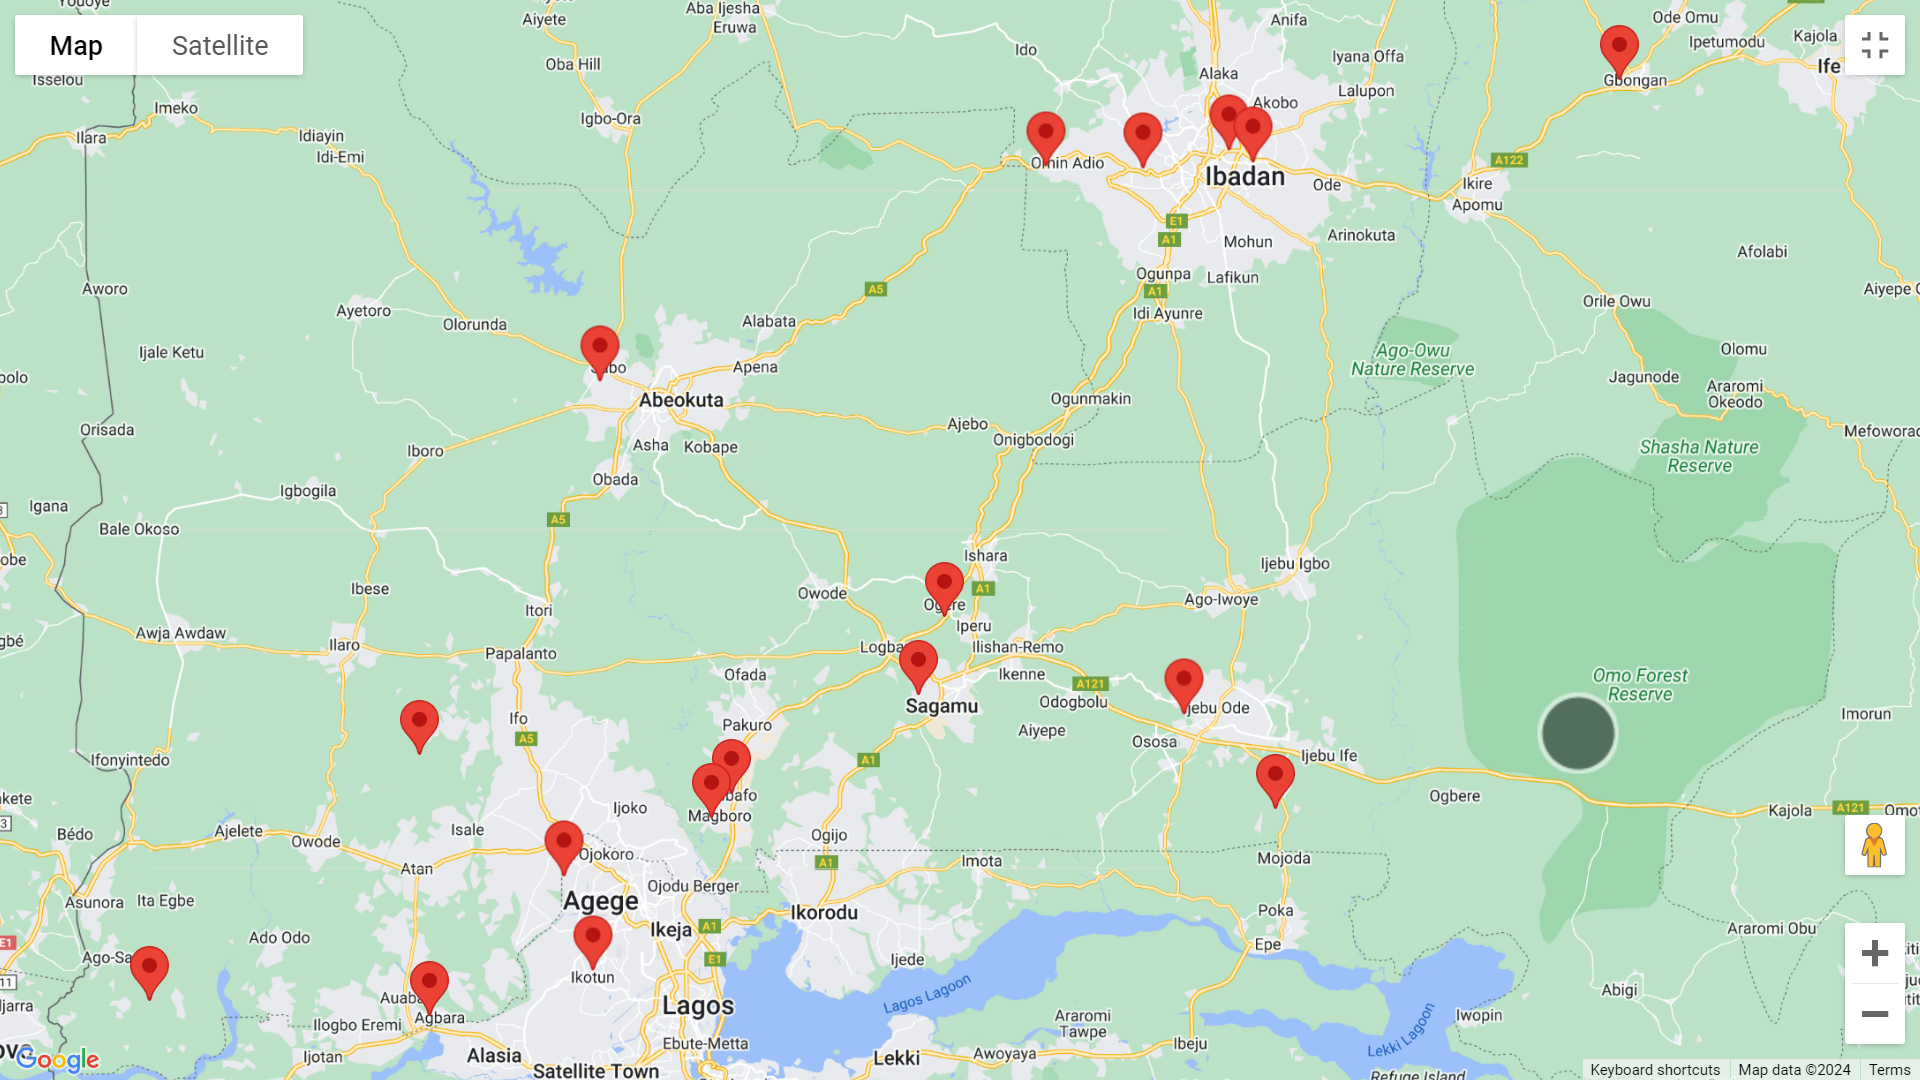 Youoye
Aiyete
Aba Ijesha
Eruwa
Anifa
Ode Omu
Map
Satellite
Ido
Iyana Offa
Ipetumodu
Kajola
Oba Hill
Alaka
Ife
Isselou
Gbongan
Lalupon
Akobo
Imeko
Igbo-Ora
Ilara
Idiayin
Idi-Emi
Omin Adio
A122
Ibadan
Ode
Ikire
Apomu
E1
A1
Mohun
Arinokuta
Afolabi
Ogunpa
Lafikun
Aworo
A5
A1
Aiyepe
Orile Owu
Ayetoro
Olorunda
Alabata
Idi Ayunre
Ijale Ketu
Ago-Owu
Nature Reserve
Olomu
Apena
Jagunode
Araromi
Okeodo
Abeokuta
Ogunmakin
Orisada
Ajebo
Onigbodogi
Mefoworad
Asha
Kobape
Iboro
Shasha Nature
Reserve
Obada
Igbogila
Igana
A5
Bale Okoso
Ishara
Ijebu Igbo
Ibese
A1
Owode
Ago-Iwoye
Itori
Ogere
Iperu
Awja Awdaw
Ilaro
Papalanto
Logba
Ilishan-Remo
Ofada
Ikenne
A121
Omo Forest
Reserve
Odogbolu
Sagamu
Ijebu Ode
Ifo
Imorun
Pakuro
Aiyepe
A5
Ososa
Ifonyintedo
A1
Ijebu Ife
bafo
Ogbere
Ijoko
Magboro
Kajola
A121
Omot
Bédo
Ajelete
Isale
Ogijo
Owode
Ojokoro
A1
Imota
Mojoda
Atan
Ojodu Berger
Asunora
Ita Egbe
Agege
Ikorodu
Poka
Ado Odo
Ikeja
A1
Araromi Obu
E1
Epe
Ago-Sa
E1
Ijede
Ikotun
Lagos Lagoon
Abigi
Auaba
Lagos
Ilogbo Eremi
Agbara
Araromi
Tawpe
Iwopin
Ijotan
Alasia
Ebute-Metta
Lekki
Awoyaya
Ibeju
Lekki Lagoon
Google
Satellite Town
Refuge Island
Keyboard shortcuts
Map data ©2024
Terms